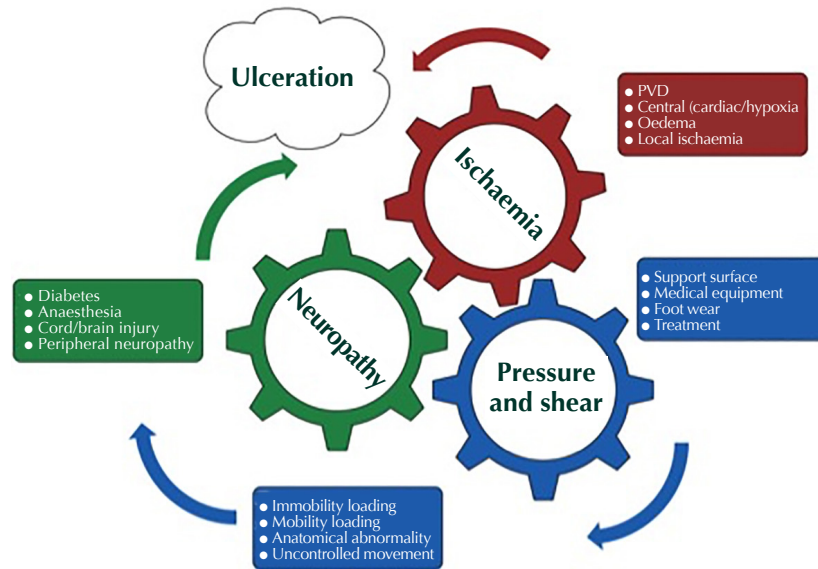 Ulceration
● PVD
● Central (cardiac/hypoxia
● Oedema
● Local ischaemia
Ischaemia
● Support surface
● Medical equipment
● Foot wear
● Treatment
● Diabetes
● Anaesthesia
● Cord/brain injury
● Peripheral neuropathy
Neuropathy
Pressure
and shear
● Immobility loading
● Mobility loading
● Anatomical abnormality
● Uncontrolled movement